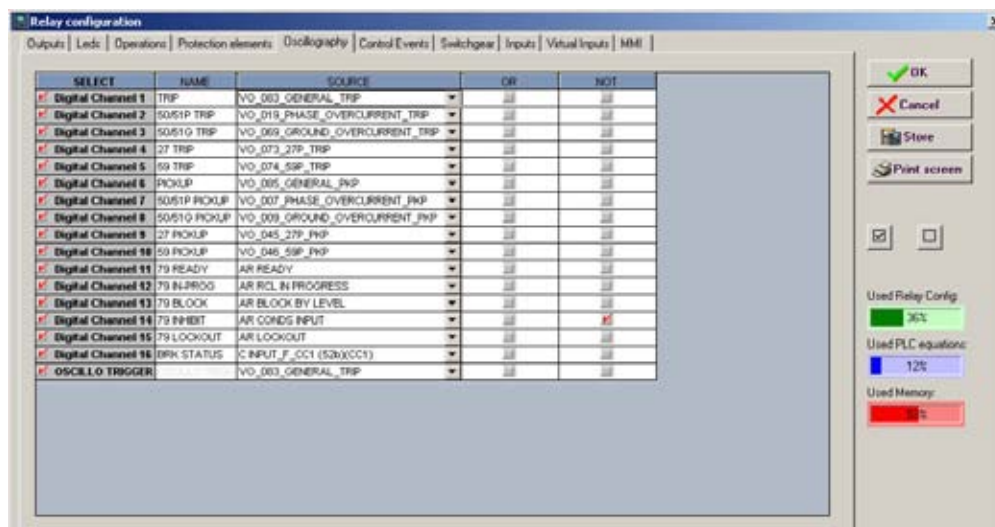 Relay configuration
Outputs | Leds | Operations | Protection elements | Oscillography | Control Events | Switchgear | Inputs | Virtual Inputs | MMI
SELECT NAME SOURCE OR NOT
Digital Channel 1 TRIP VO_083_GENERAL_TRIP
Digital Channel 2 50/51P TRIP VO_019_PHASE_OVERCURRENT_TRIP
Digital Channel 3 50/51G TRIP VO_069_GROUND_OVERCURRENT_TRIP
Digital Channel 4 27 TRIP VO_073_27P_TRIP
Digital Channel 5 59 TRIP VO_074_59P_TRIP
Digital Channel 6 PICKUP VO_085_GENERAL_PKP
Digital Channel 7 50/51P PICKUP VO_007_PHASE_OVERCURRENT_PKP
Digital Channel 8 50/51G PICKUP VO_009_GROUND_OVERCURRENT_PKP
Digital Channel 9 27 PICKUP VO_045_27P_PKP
Digital Channel 10 59 PICKUP VO_046_59P_PKP
Digital Channel 11 79 READY AR READY
Digital Channel 12 79 IN-PROG AR RCL IN PROGRESS
Digital Channel 13 79 BLOCK AR BLOCK BY LEVEL
Digital Channel 14 79 INHIBIT AR CONDS INPUT
Digital Channel 15 79 LOCKOUT AR LOCKOUT
Digital Channel 16 BRK STATUS C INPUT_F_CC1 (52b)(CC1)
OSCILLO TRIGGER VO_083_GENERAL_TRIP
OK
Cancel
Store
Print screen
Used Relay Config:
36%
Used PLC equations:
12%
Used Memory: